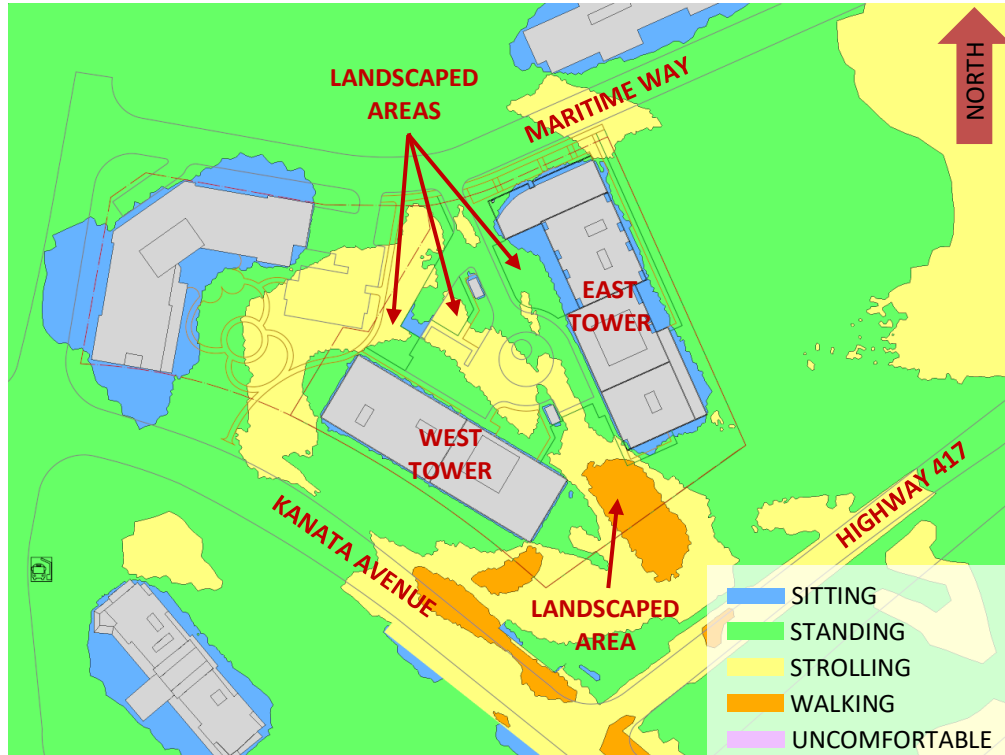 NORTH
LANDSCAPED
AREAS
MARITIME WAY
EAST
TOWER
WEST
TOWER
HIGHWAY 417
KANATA AVENUE
LANDSCAPED
AREA
SITTING
STANDING
STROLLING
WALKING
UNCOMFORTABLE